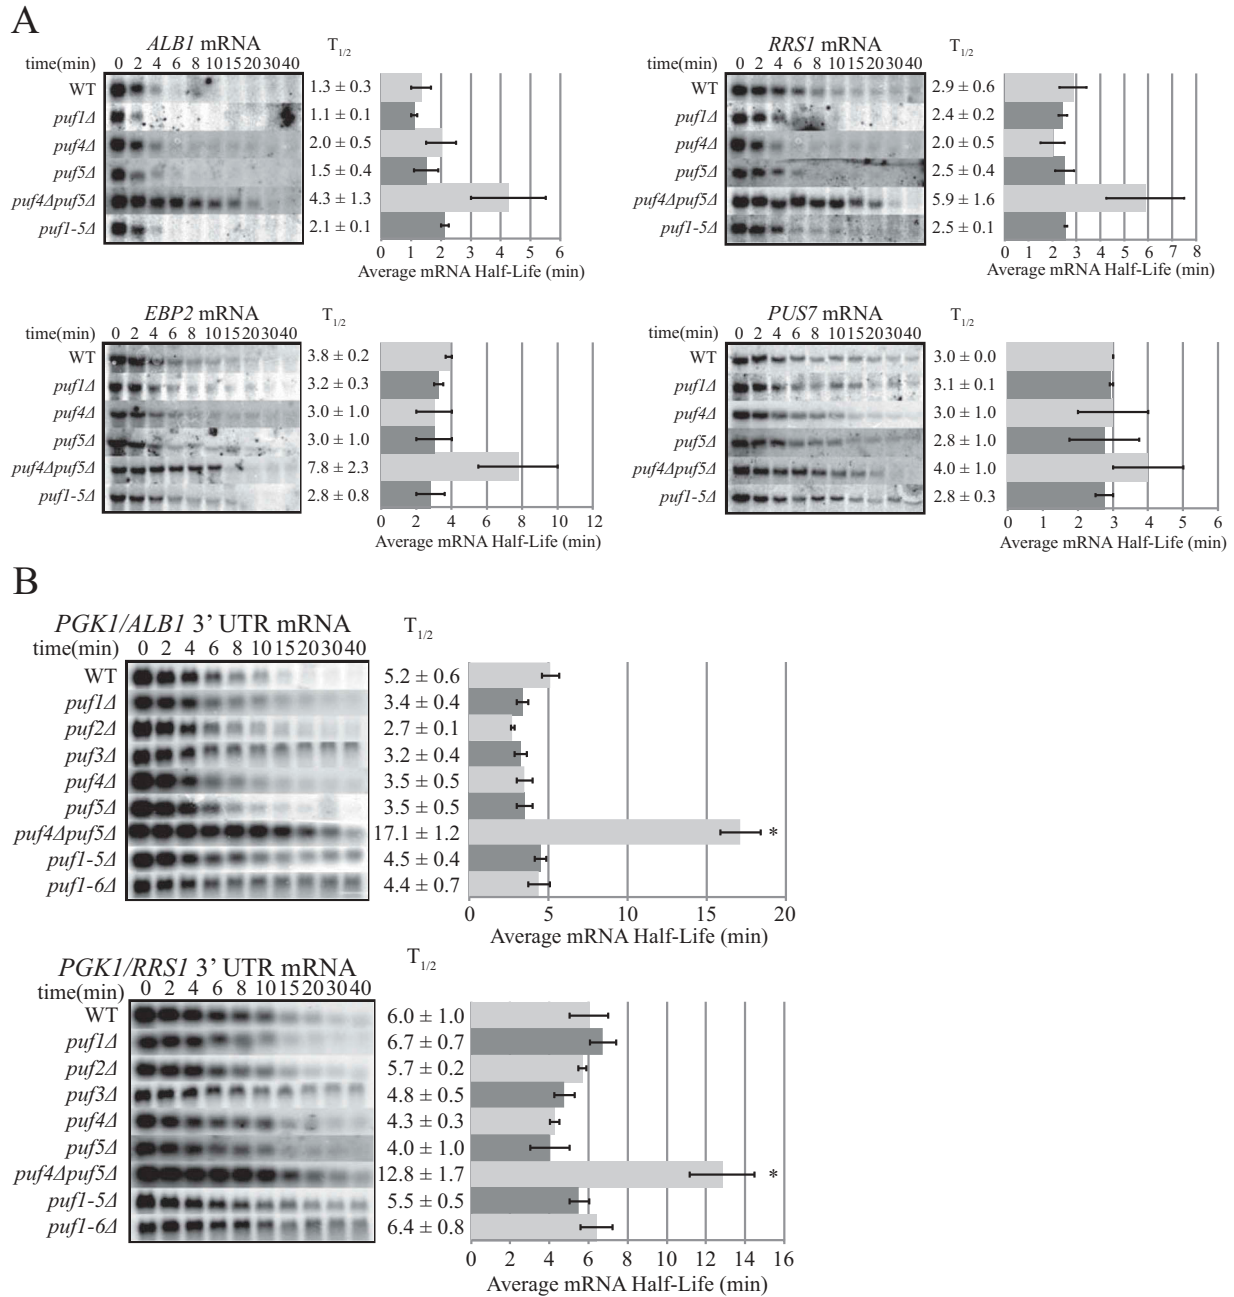 A
ALB1 mRNA
T1/2
time(min) 0 2 4 6 8 10 15 20 30 40
WT 1.3 ± 0.3
puf1Δ 1.1 ± 0.1
puf4Δ 2.0 ± 0.5
puf5Δ 1.5 ± 0.4
puf4Δpuf5Δ 4.3 ± 1.3
puf1-5Δ 2.1 ± 0.1
0 1 2 3 4 5 6
Average mRNA Half-Life (min)
RRS1 mRNA
T1/2
time(min) 0 2 4 6 8 10 15 20 30 40
WT 2.9 ± 0.6
puf1Δ 2.4 ± 0.2
puf4Δ 2.0 ± 0.5
puf5Δ 2.5 ± 0.4
puf4Δpuf5Δ 5.9 ± 1.6
puf1-5Δ 2.5 ± 0.1
0 1 2 3 4 5 6 7 8
Average mRNA Half-Life (min)
EBP2 mRNA
T1/2
time(min) 0 2 4 6 8 10 15 20 30 40
WT 3.8 ± 0.2
puf1Δ 3.2 ± 0.3
puf4Δ 3.0 ± 1.0
puf5Δ 3.0 ± 1.0
puf4Δpuf5Δ 7.8 ± 2.3
puf1-5Δ 2.8 ± 0.8
0 2 4 6 8 10 12
Average mRNA Half-Life (min)
PUS7 mRNA
T1/2
time(min) 0 2 4 6 8 10 15 20 30 40
WT 3.0 ± 0.0
puf1Δ 3.1 ± 0.1
puf4Δ 3.0 ± 1.0
puf5Δ 2.8 ± 1.0
puf4Δpuf5Δ 4.0 ± 1.0
puf1-5Δ 2.8 ± 0.3
0 1 2 3 4 5 6
Average mRNA Half-Life (min)
B
PGK1/ALB1 3’ UTR mRNA
T1/2
time(min) 0 2 4 6 8 10 15 20 30 40
WT 5.2 ± 0.6
puf1Δ 3.4 ± 0.4
puf2Δ 2.7 ± 0.1
puf3Δ 3.2 ± 0.4
puf4Δ 3.5 ± 0.5
puf5Δ 3.5 ± 0.5
puf4Δpuf5Δ 17.1 ± 1.2 *
puf1-5Δ 4.5 ± 0.4
puf1-6Δ 4.4 ± 0.7
0 5 10 15 20
Average mRNA Half-Life (min)
PGK1/RRS1 3’ UTR mRNA
T1/2
time(min) 0 2 4 6 8 10 15 20 30 40
WT 6.0 ± 1.0
puf1Δ 6.7 ± 0.7
puf2Δ 5.7 ± 0.2
puf3Δ 4.8 ± 0.5
puf4Δ 4.3 ± 0.3
puf5Δ 4.0 ± 1.0
puf4Δpuf5Δ 12.8 ± 1.7 *
puf1-5Δ 5.5 ± 0.5
puf1-6Δ 6.4 ± 0.8
0 2 4 6 8 10 12 14 16
Average mRNA Half-Life (min)